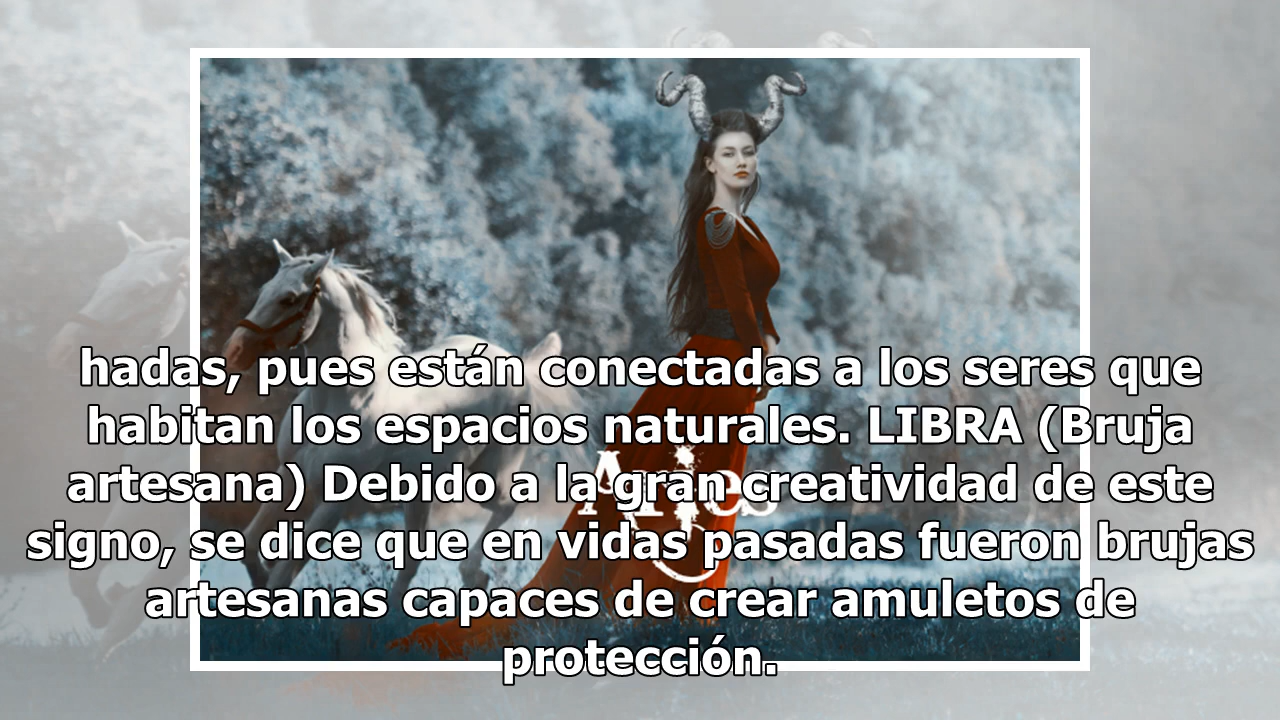 hadas, pues están conectadas a los seres que
habitan los espacios naturales. LIBRA (Bruja
artesana) Debido a la gran creatividad de este
Aries
signo, se dice que en vidas pasadas fueron brujas
artesanas capaces de crear amuletos de
protección.